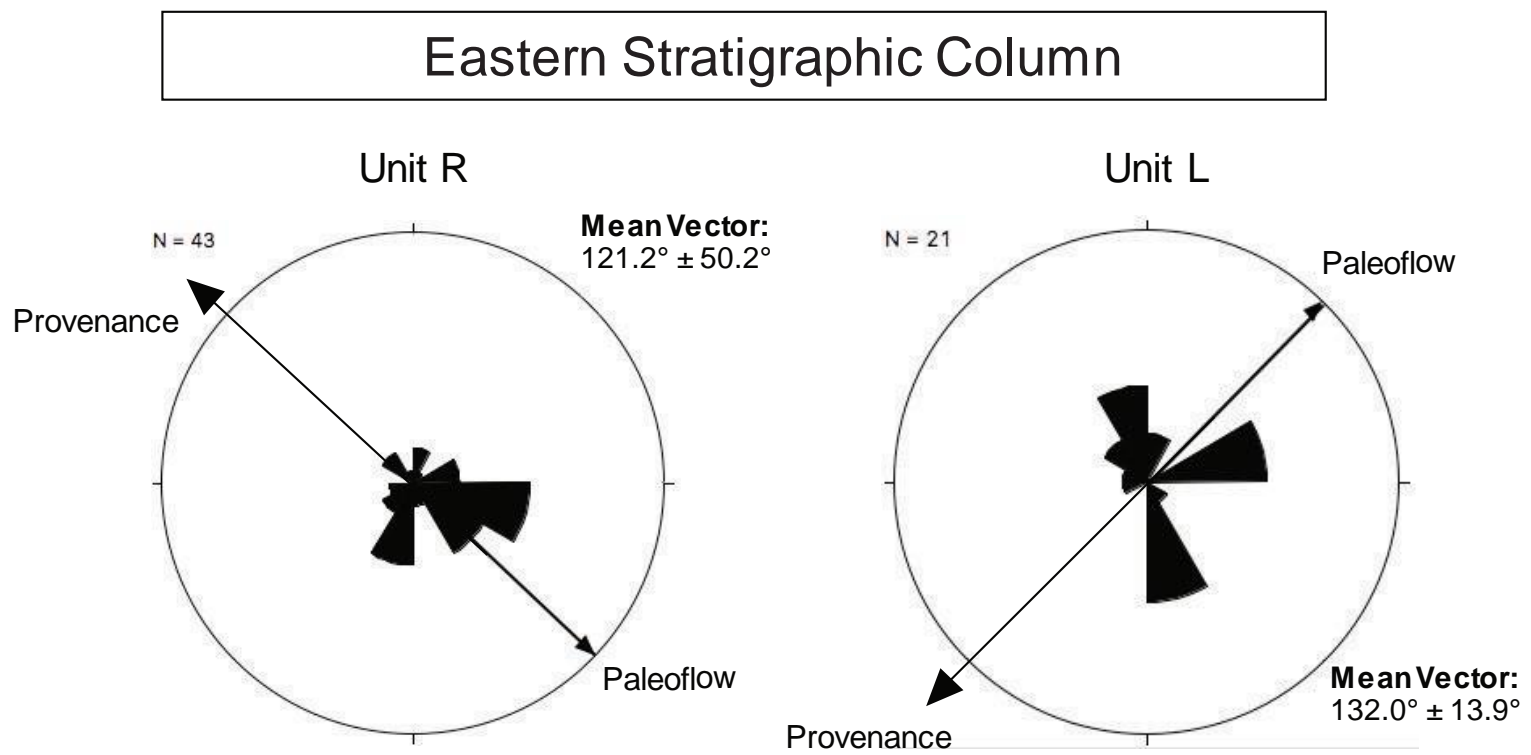 Eastern Stratigraphic Column
Unit R
N = 43
Mean Vector:
121.2° ± 50.2°
Provenance
Paleoflow
Unit L
N = 21
Paleoflow
Provenance
Mean Vector:
132.0° ± 13.9°